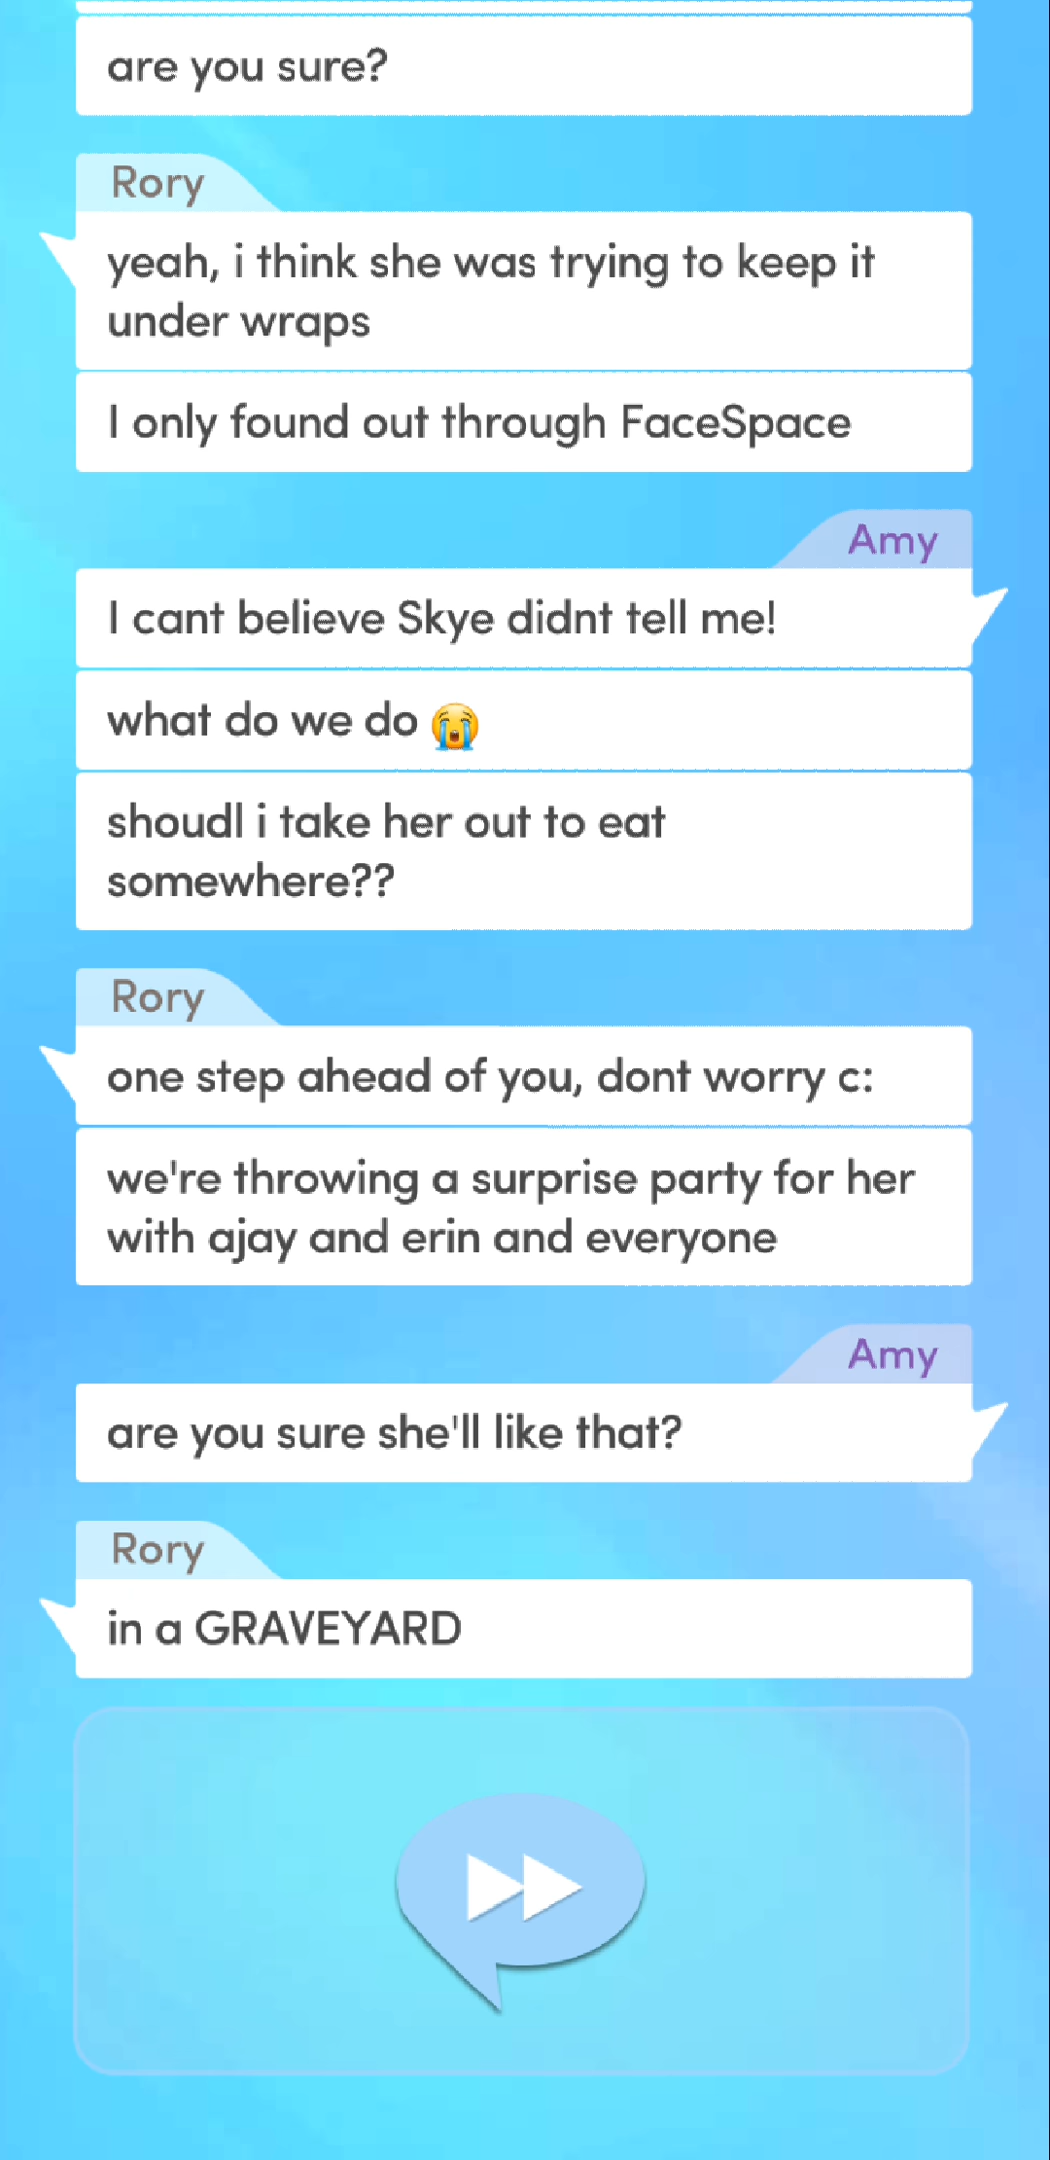 are you sure?
Rory
yeah, i think she was trying to keep it
under wraps
I only found out through FaceSpace
Amy
I cant believe Skye didnt tell me!
what do we do 😭
shoudl i take her out to eat
somewhere??
Rory
one step ahead of you, dont worry c:
we're throwing a surprise party for her
with ajay and erin and everyone
Amy
are you sure she'll like that?
Rory
in a GRAVEYARD